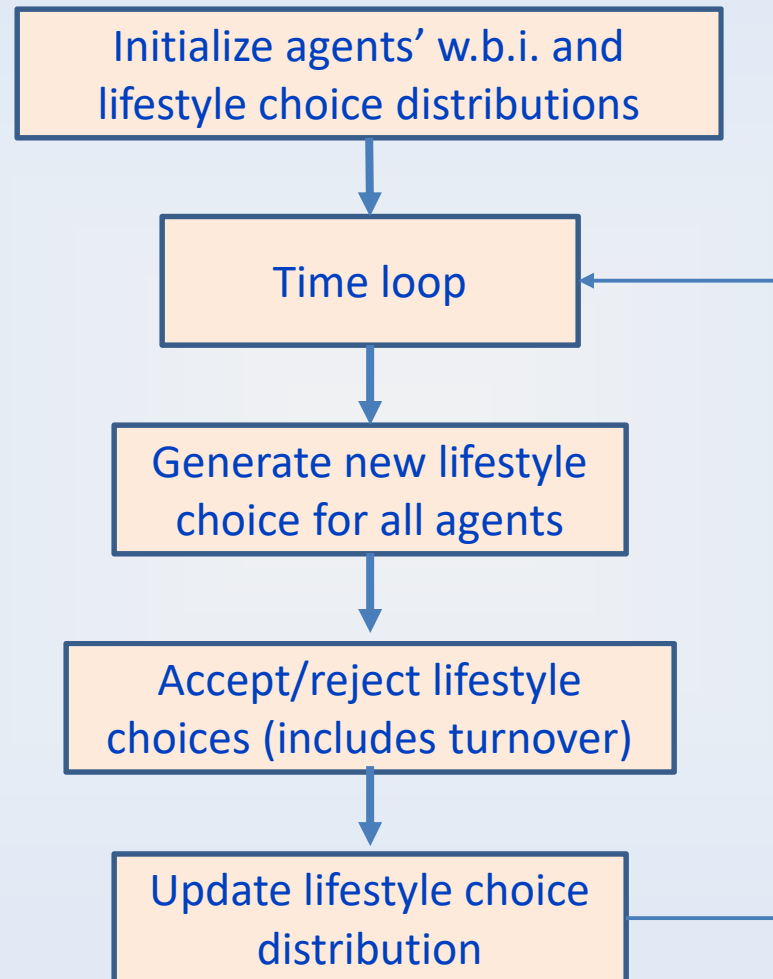 Initialize agents’ w.b.i. and
lifestyle choice distributions
Time loop
Generate new lifestyle
choice for all agents
Accept/reject lifestyle
choices (includes turnover)
Update lifestyle choice
distribution